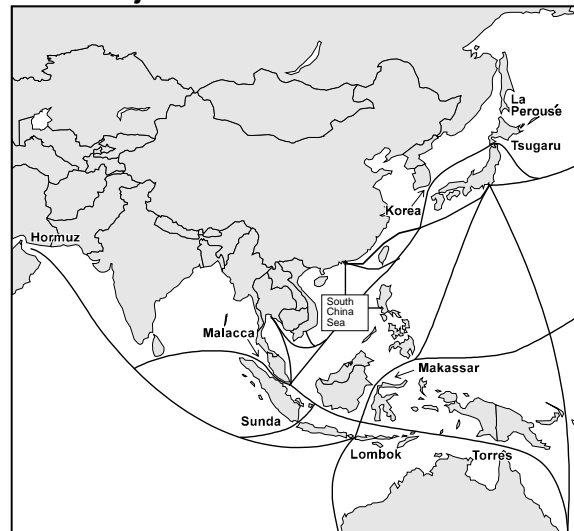 La
Perouse
Tsugaru
Korea
Hormuz
South
China
Sea
Malacca
Makassar
Sunda
Lombok
Torres